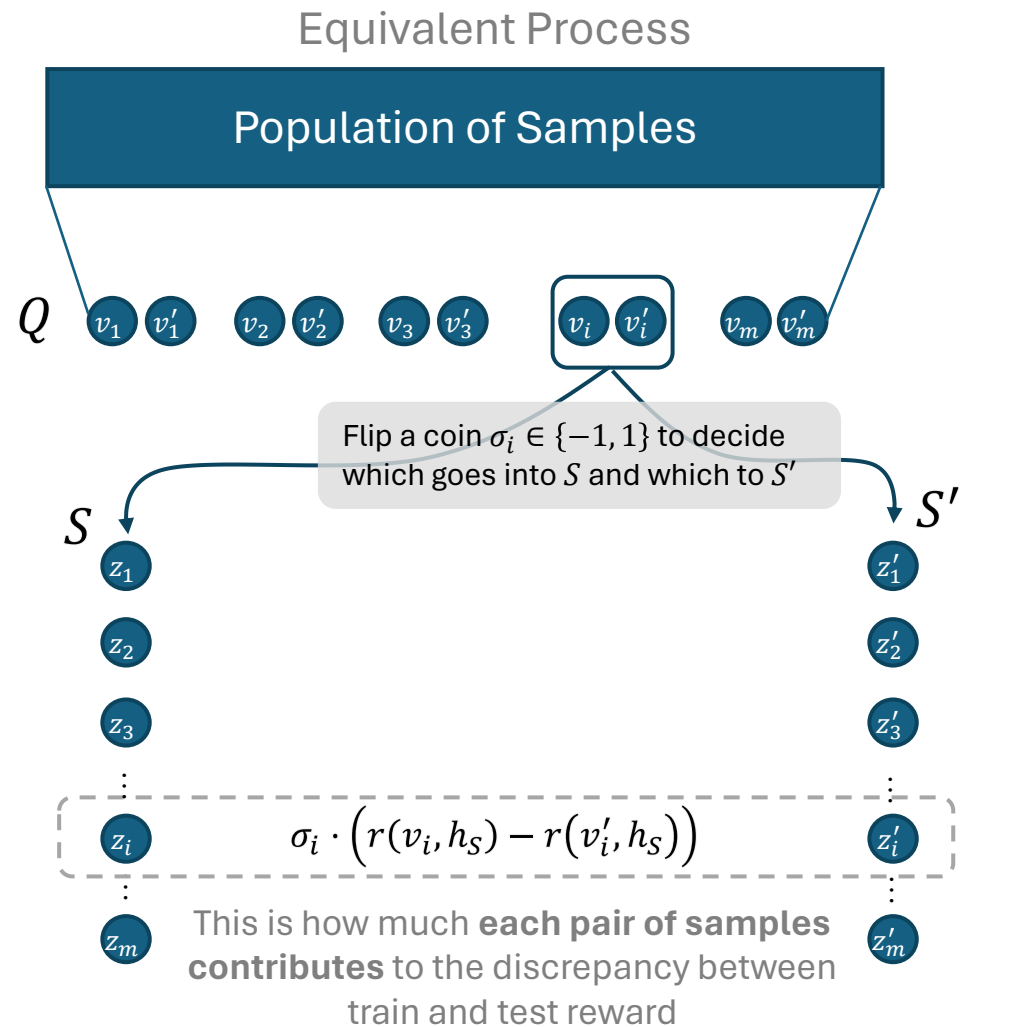 Equivalent Process
Population of Samples
Q v₁ v₁′ v₂ v₂′ v₃ v₃′ vᵢ vᵢ′ vₘ vₘ′
Flip a coin σᵢ ∈ {−1, 1} to decide
which goes into S and which to S′
S S′
z₁ z₁′
z₂ z₂′
z₃ z₃′
⋮ ⋮
zᵢ σᵢ · (r(vᵢ, h_S) − r(vᵢ′, h_S)) zᵢ′
⋮ ⋮
zₘ zₘ′
This is how much each pair of samples
contributes to the discrepancy between
train and test reward